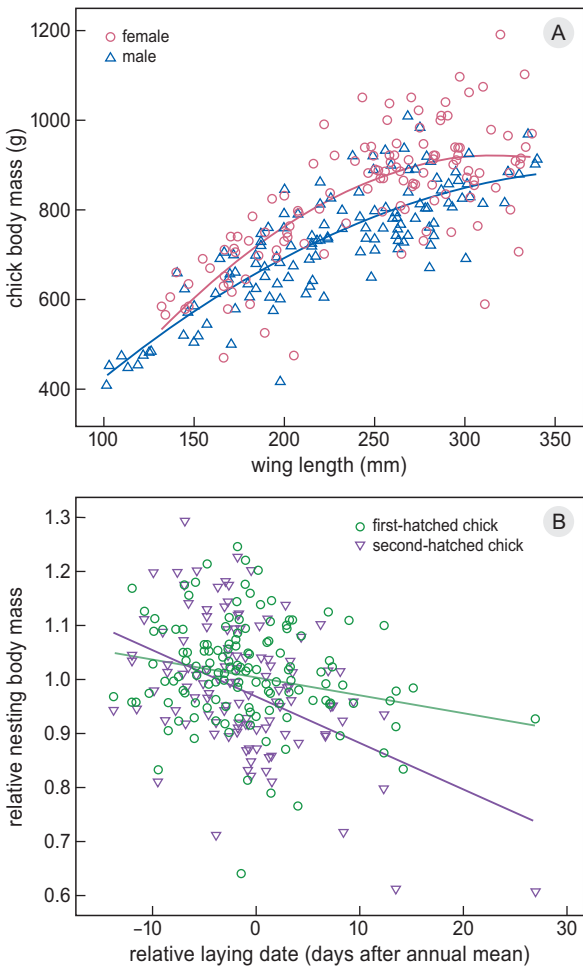 A
female
male
1200
1000
800
600
400
chick body mass (g)
100
150
200
250
300
350
wing length (mm)
B
first-hatched chick
second-hatched chick
1.3
1.2
1.1
1.0
0.9
0.8
0.7
0.6
relative nesting body mass
−10
0
10
20
30
relative laying date (days after annual mean)